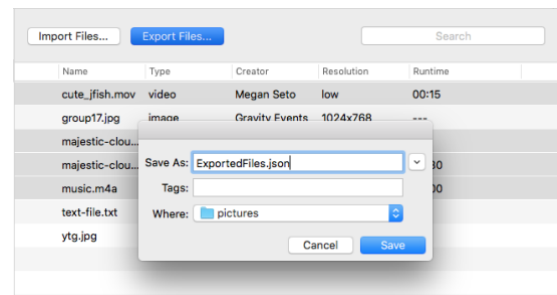 Import Files... Export Files... Search
Name Type Creator Resolution Runtime
cute_jfish.mov video Megan Seto low 00:15
group17.jpg image Gravity Events 1024x768 ---
majestic-clou...
majestic-clou... 30
music.m4a 00
text-file.txt
ytg.jpg
Save As: ExportedFiles.json
Tags:
Where: pictures
Cancel Save